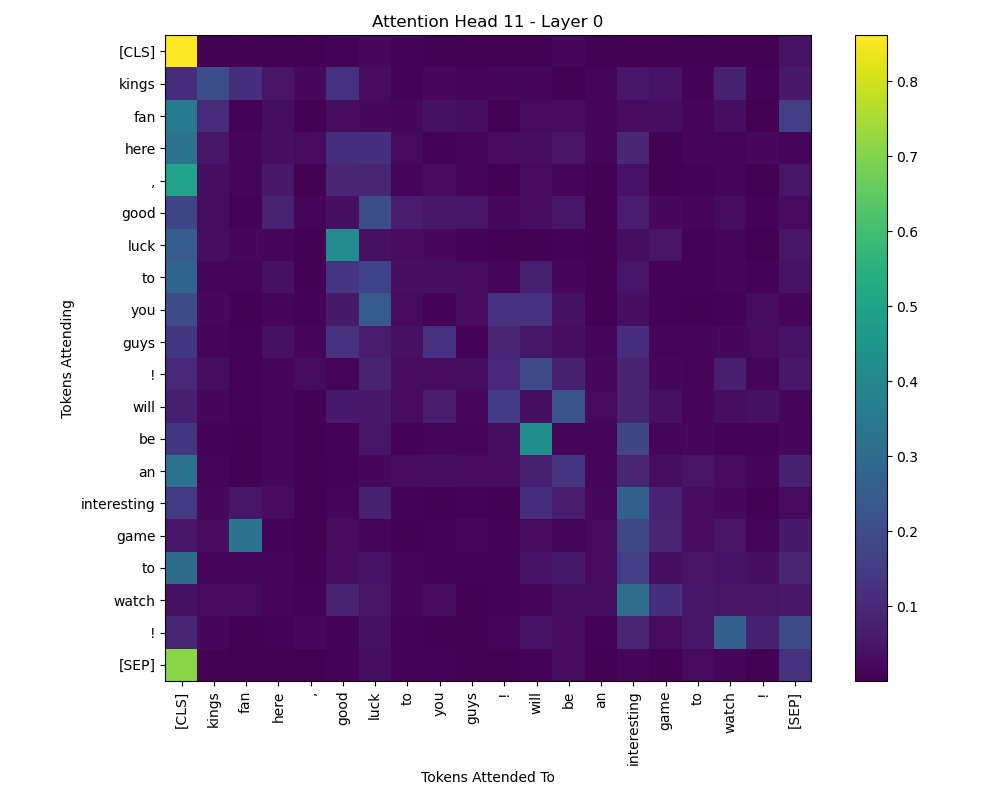 Attention Head 11 - Layer 0
Tokens Attending
[CLS]
kings
fan
here
,
good
luck
to
you
guys
!
will
be
an
interesting
game
to
watch
!
[SEP]
[CLS] kings fan here , good luck to you guys ! will be an interesting game to watch ! [SEP]
Tokens Attended To
0.8
0.7
0.6
0.5
0.4
0.3
0.2
0.1